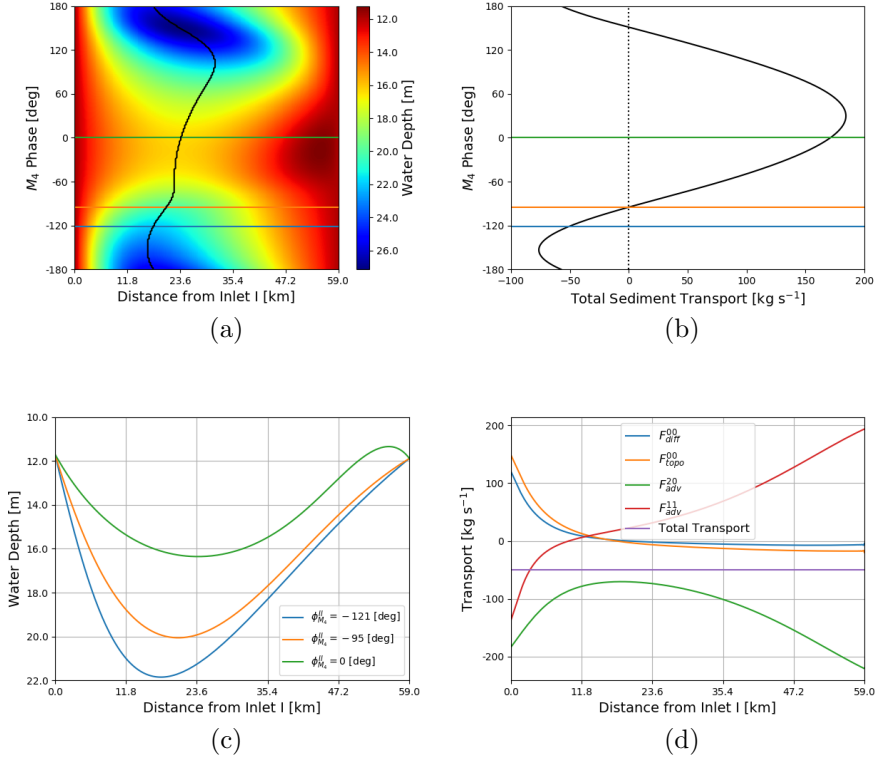 180
120
60
0
-60
-120
-180
M4 Phase [deg]
0.0 11.8 23.6 35.4 47.2 59.0
Distance from Inlet I [km]
12.0
14.0
16.0
18.0
20.0
22.0
24.0
26.0
Water Depth [m]
(a)
180
120
60
0
-60
-120
-180
M4 Phase [deg]
−100 −50 0 50 100 150 200
Total Sediment Transport [kg s⁻¹]
(b)
10.0
12.0
14.0
16.0
18.0
20.0
22.0
Water Depth [m]
ϕ^{II}_{M4} = −121 [deg]
ϕ^{II}_{M4} = −95 [deg]
ϕ^{II}_{M4} = 0 [deg]
0.0 11.8 23.6 35.4 47.2 59.0
Distance from Inlet I [km]
(c)
200
100
0
-100
-200
Transport [kg s⁻¹]
F^{00}_{diff}
F^{00}_{topo}
F^{20}_{adv}
F^{11}_{adv}
Total Transport
0.0 11.8 23.6 35.4 47.2 59.0
Distance from Inlet I [km]
(d)